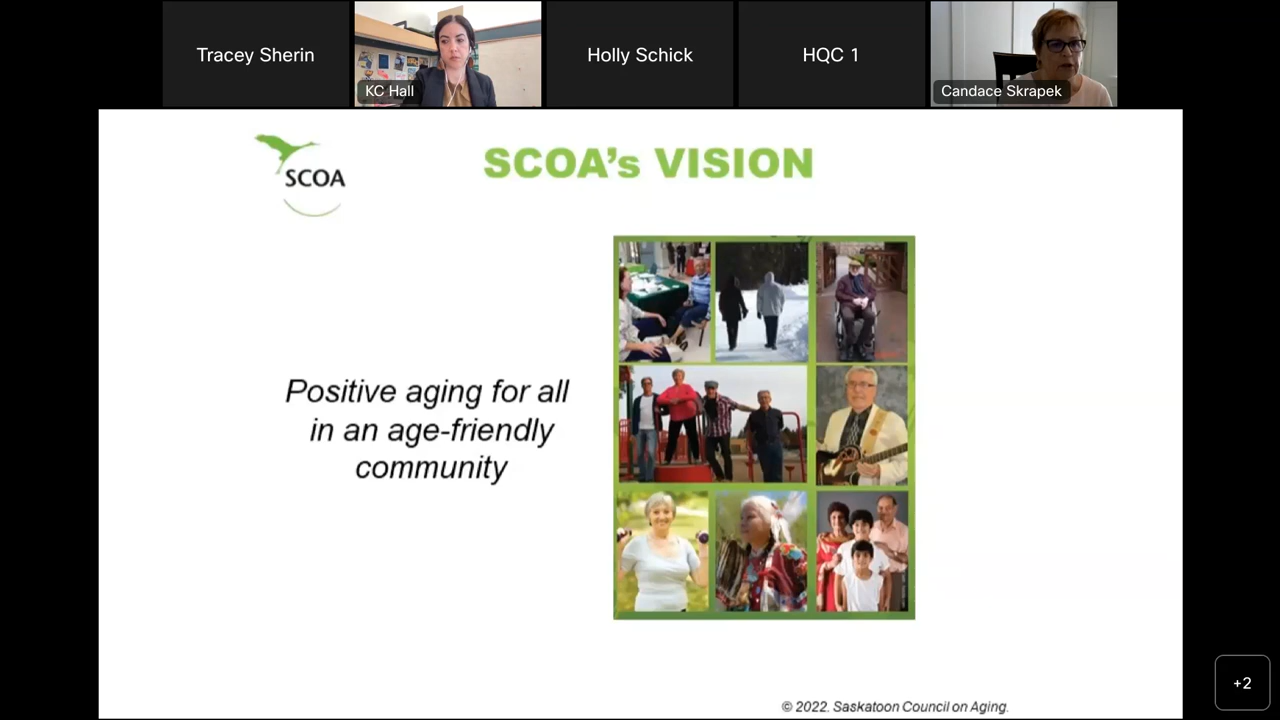 Tracey Sherin
KC Hall
Holly Schick
HQC 1
Candace Skrapek
SCOA
SCOA's VISION
Positive aging for all
in an age-friendly
community
© 2022. Saskatoon Council on Aging.
+2